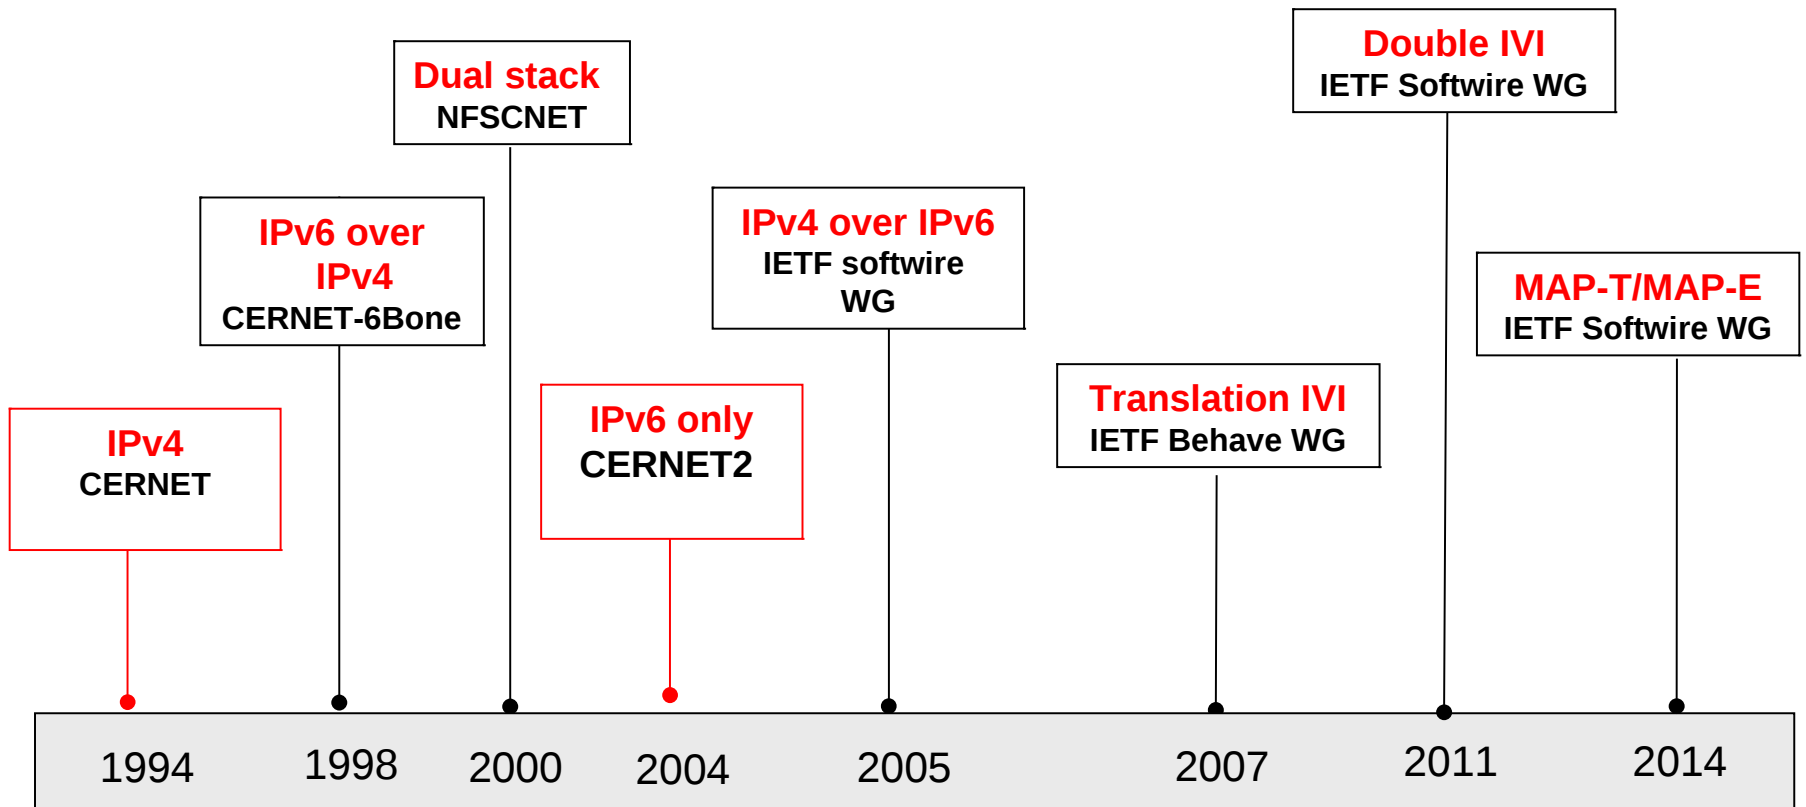 Double IVI
IETF Softwire WG
Dual stack
NFSCNET
IPv6 over
IPv4
CERNET-6Bone
IPv4 over IPv6
IETF softwire
WG
MAP-T/MAP-E
IETF Softwire WG
Translation IVI
IETF Behave WG
IPv6 only
CERNET2
IPv4
CERNET
1994
1998
2000
2004
2005
2007
2011
2014